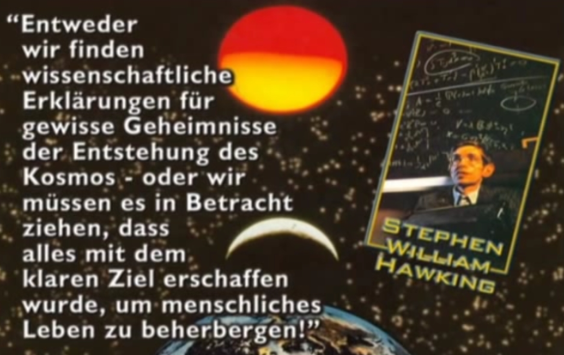 “Entweder
wir finden
wissenschaftliche
Erklärungen für
gewisse Geheimnisse
der Entstehung des
Kosmos - oder wir
müssen es in Betracht
ziehen, dass
alles mit dem
klaren Ziel erschaffen
wurde, um menschliches
Leben zu beherbergen!”
STEPHEN
WILLIAM
HAWKING